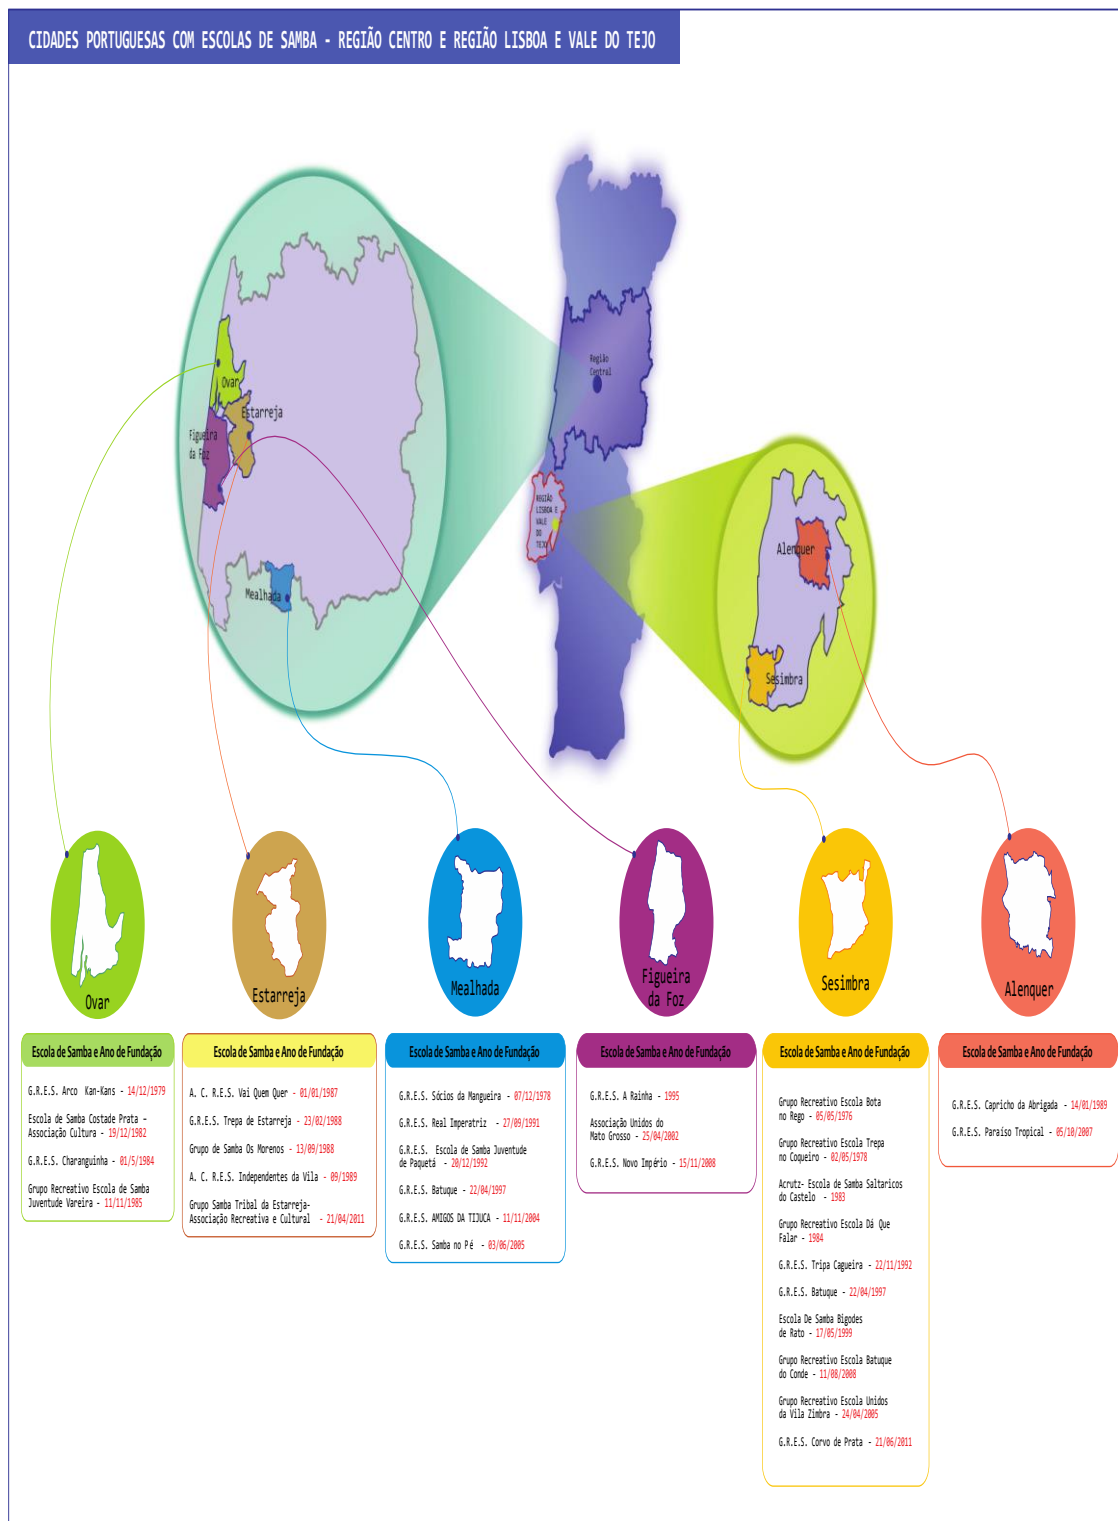 CIDADES PORTUGUESAS COM ESCOLAS DE SAMBA - REGIÃO CENTRO E REGIÃO LISBOA E VALE DO TEJO
Região
Central
Ovar
Estarreja
Figueira
da Foz
Mealhada
REGIÃO
LISBOA E
VALE
DO
TEJO
Alenquer
Sesimbra
Ovar
Estarreja
Mealhada
Figueira
da Foz
Sesimbra
Alenquer
Escola de Samba e Ano de Fundação
G.R.E.S. Arco Kan-Kans - 14/12/1979
Escola de Samba Costade Prata –
Associação Cultura - 19/12/1982
G.R.E.S. Charanguinha - 01/5/1984
Grupo Recreativo Escola de Samba
Juventude Vareira - 11/11/1985
Escola de Samba e Ano de Fundação
A. C. R.E.S. Vai Quem Quer - 01/01/1987
G.R.E.S. Trepa de Estarreja - 23/02/1988
Grupo de Samba Os Morenos - 13/09/1988
A. C. R.E.S. Independentes da Vila - 09/1989
Grupo Samba Tribal da Estarreja-
Associação Recreativa e Cultural - 21/04/2011
Escola de Samba e Ano de Fundação
G.R.E.S. Sócios da Mangueira - 07/12/1978
G.R.E.S. Real Imperatriz - 27/09/1991
G.R.E.S. Escola de Samba Juventude
de Paquetá - 20/12/1992
G.R.E.S. Batuque - 22/04/1997
G.R.E.S. AMIGOS DA TIJUCA - 11/11/2004
G.R.E.S. Samba no Pé - 03/06/2005
Escola de Samba e Ano de Fundação
G.R.E.S. A Rainha - 1995
Associação Unidos do
Mato Grosso - 25/04/2002
G.R.E.S. Novo Império - 15/11/2008
Escola de Samba e Ano de Fundação
Grupo Recreativo Escola Bota
no Rego - 05/05/1976
Grupo Recreativo Escola Trepa
no Coqueiro - 02/05/1978
Acrutz- Escola de Samba Saltaricos
do Castelo - 1983
Grupo Recreativo Escola Dá Que
Falar - 1984
G.R.E.S. Tripa Cagueira - 22/11/1992
G.R.E.S. Batuque - 22/04/1997
Escola De Samba Bigodes
de Rato - 17/05/1999
Grupo Recreativo Escola Batuque
do Conde - 11/08/2008
Grupo Recreativo Escola Unidos
da Vila Zimbra - 24/04/2005
G.R.E.S. Corvo de Prata - 21/06/2011
Escola de Samba e Ano de Fundação
G.R.E.S. Capricho da Abrigada - 14/01/1989
G.R.E.S. Paraíso Tropical - 05/10/2007